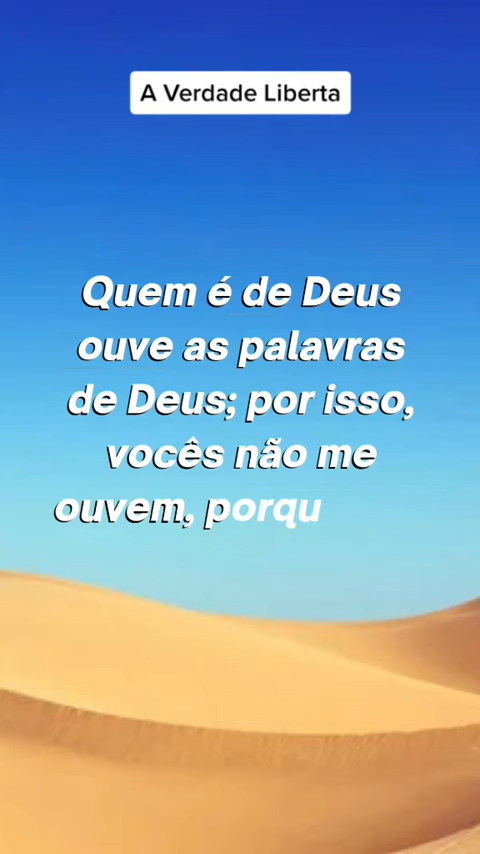 A Verdade Liberta
Quem é de Deus
ouve as palavras
de Deus; por isso,
vocês não me
ouvem, porqu